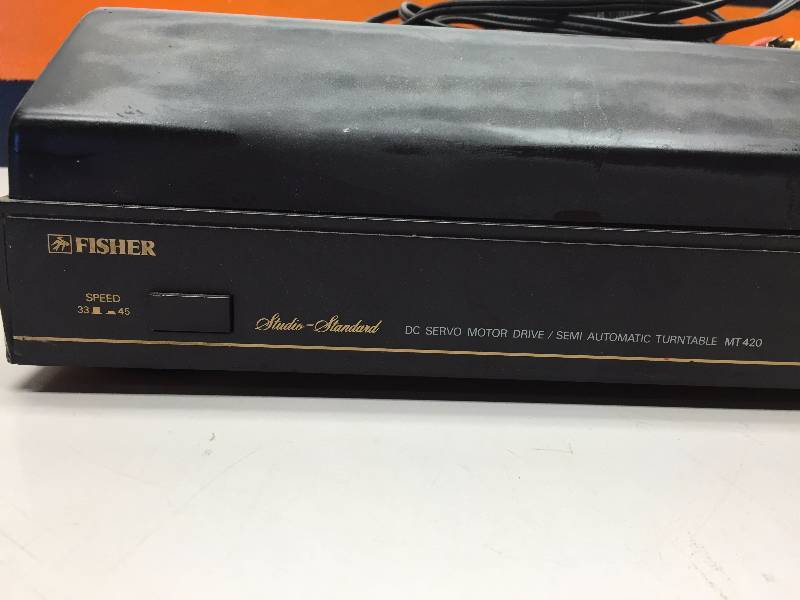 FISHER
SPEED
33 45
Studio-Standard
DC SERVO MOTOR DRIVE / SEMI AUTOMATIC TURNTABLE MT420